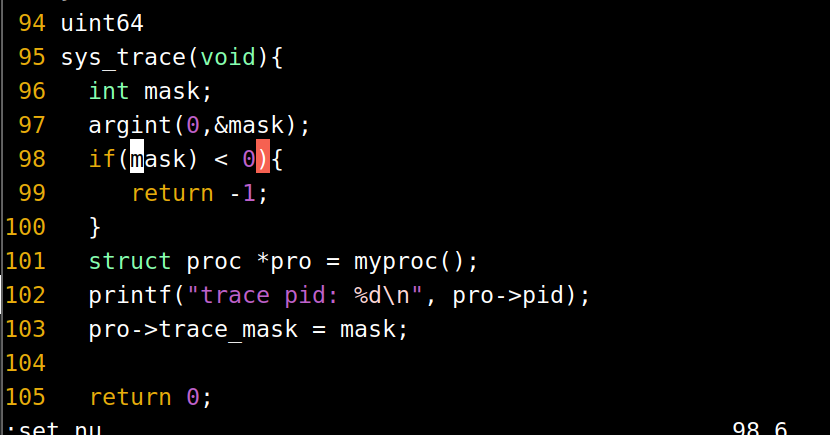 94 uint64
95 sys_trace(void){
96   int mask;
97   argint(0,&mask);
98   if(mask) < 0){
99      return -1;
100   }
101   struct proc *pro = myproc();
102   printf("trace pid: %d\n", pro->pid);
103   pro->trace_mask = mask;
104
105   return 0;
:set nu 98,6